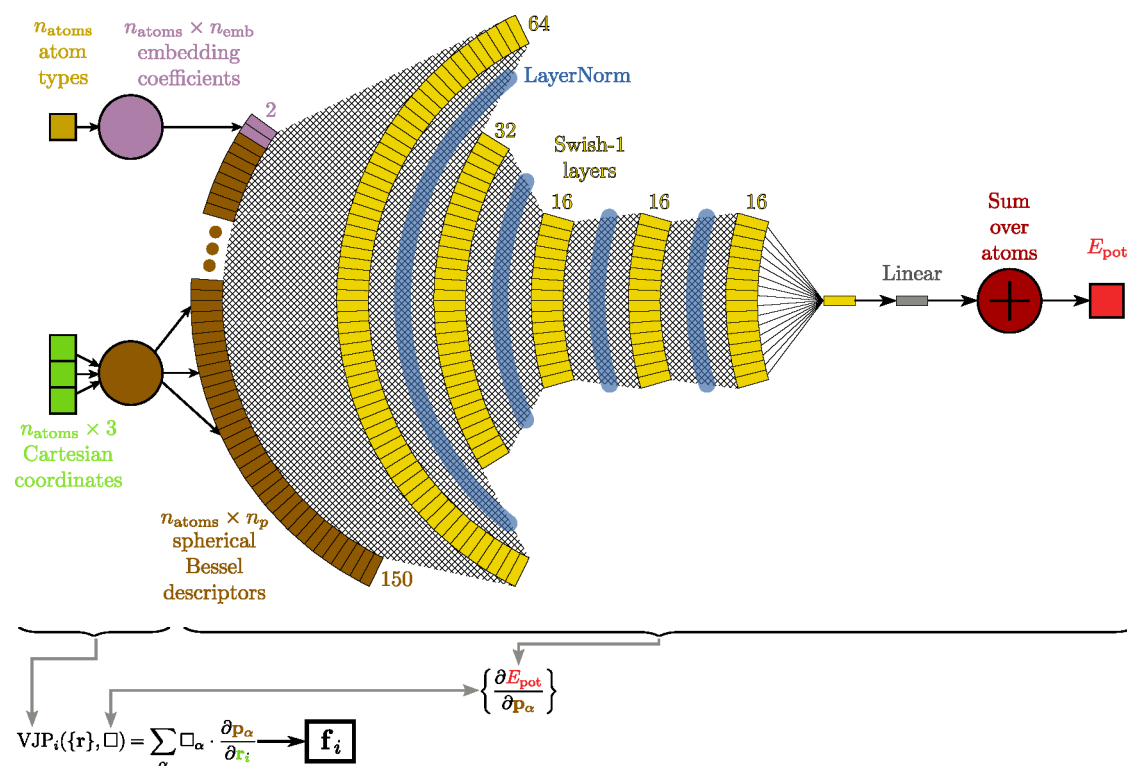 n_atoms
atom
types
n_atoms × n_emb
embedding
coefficients
2
64
LayerNorm
32
Swish-1
layers
16
16
16
Linear
Sum
over
atoms
E_pot
n_atoms × 3
Cartesian
coordinates
n_atoms × n_p
spherical
Bessel
descriptors
150
{∂E_pot/∂p_α}
VJP_i({r}, □) = ∑_α □_α · ∂p_α/∂r_i
f_i